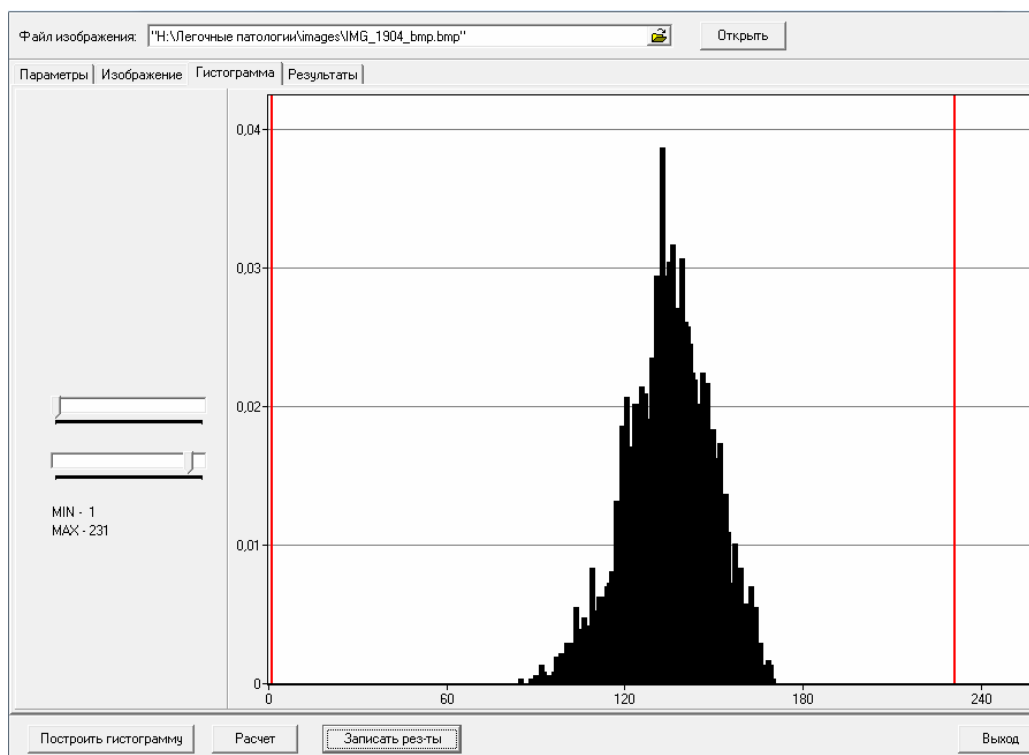 Файл изображения: "H:\Легочные патологии\images\IMG_1904_bmp.bmp" Открыть
Параметры Изображение Гистограмма Результаты
0,04
0,03
0,02
0,01
0
0 60 120 180 240
MIN - 1
MAX - 231
Построить гистограмму Расчет Записать рез-ты Выход